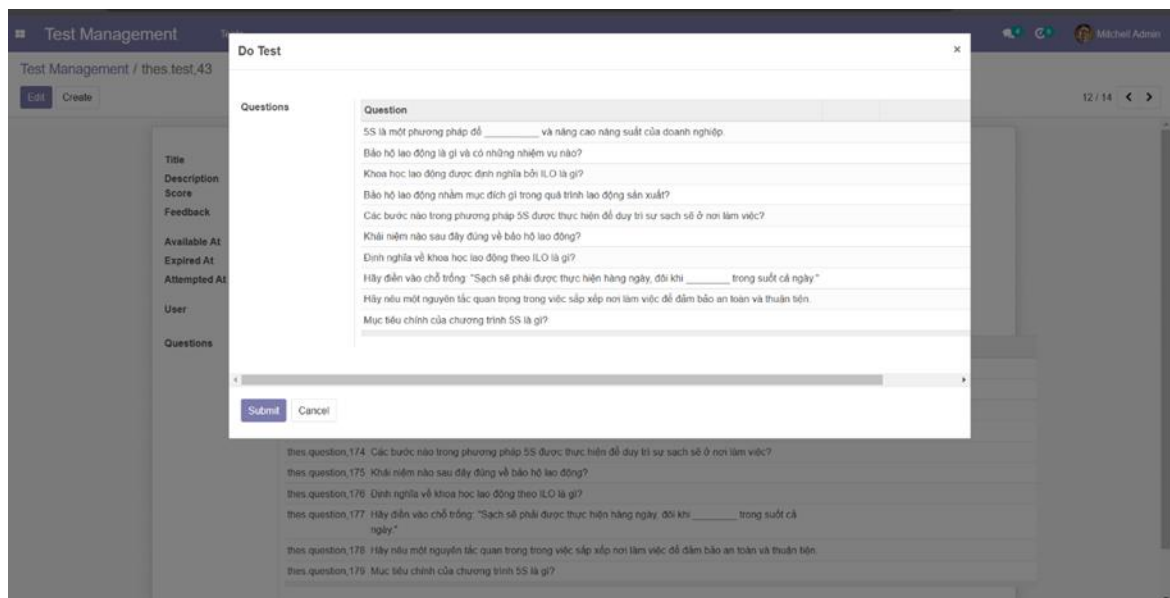 Test Management
Mitchell Admin
Test Management / thes.test,43
Edit
Create
12 / 14
Do Test
×
Questions
Question
5S là một phương pháp để __________ và nâng cao năng suất của doanh nghiệp.
Bảo hộ lao động là gì và có những nhiệm vụ nào?
Khoa học lao động được định nghĩa bởi ILO là gì?
Bảo hộ lao động nhằm mục đích gì trong quá trình lao động sản xuất?
Các bước nào trong phương pháp 5S được thực hiện để duy trì sự sạch sẽ ở nơi làm việc?
Khái niệm nào sau đây đúng về bảo hộ lao động?
Định nghĩa về khoa học lao động theo ILO là gì?
Hãy điền vào chỗ trống: "Sạch sẽ phải được thực hiện hàng ngày, đôi khi ________ trong suốt cả ngày."
Hãy nêu một nguyên tắc quan trọng trong việc sắp xếp nơi làm việc để đảm bảo an toàn và thuận tiện.
Mục tiêu chính của chương trình 5S là gì?
Submit
Cancel
Title
Description
Score
Feedback
Available At
Expired At
Attempted At
User
Questions
thes.question,174 Các bước nào trong phương pháp 5S được thực hiện để duy trì sự sạch sẽ ở nơi làm việc?
thes.question,175 Khái niệm nào sau đây đúng về bảo hộ lao động?
thes.question,176 Định nghĩa về khoa học lao động theo ILO là gì?
thes.question,177 Hãy điền vào chỗ trống: "Sạch sẽ phải được thực hiện hàng ngày, đôi khi ________ trong suốt cả
ngày."
thes.question,178 Hãy nêu một nguyên tắc quan trọng trong việc sắp xếp nơi làm việc để đảm bảo an toàn và thuận tiện.
thes.question,179 Mục tiêu chính của chương trình 5S là gì?